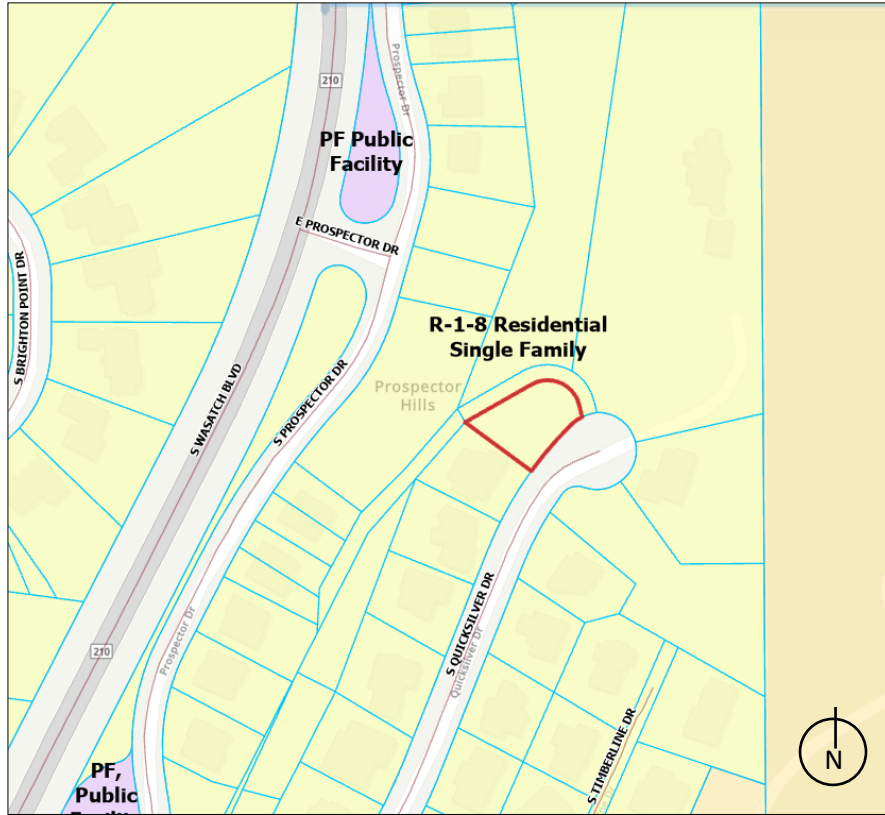 Prospector Dr
210
PF Public
Facility
E PROSPECTOR DR
S BRIGHTON POINT DR
R-1-8 Residential
Single Family
S WASATCH BLVD
S PROSPECTOR DR
Prospector
Hills
S QUICKSILVER DR
Quicksilver Dr
Prospector Dr
210
S TIMBERLINE DR
PF,
Public
N